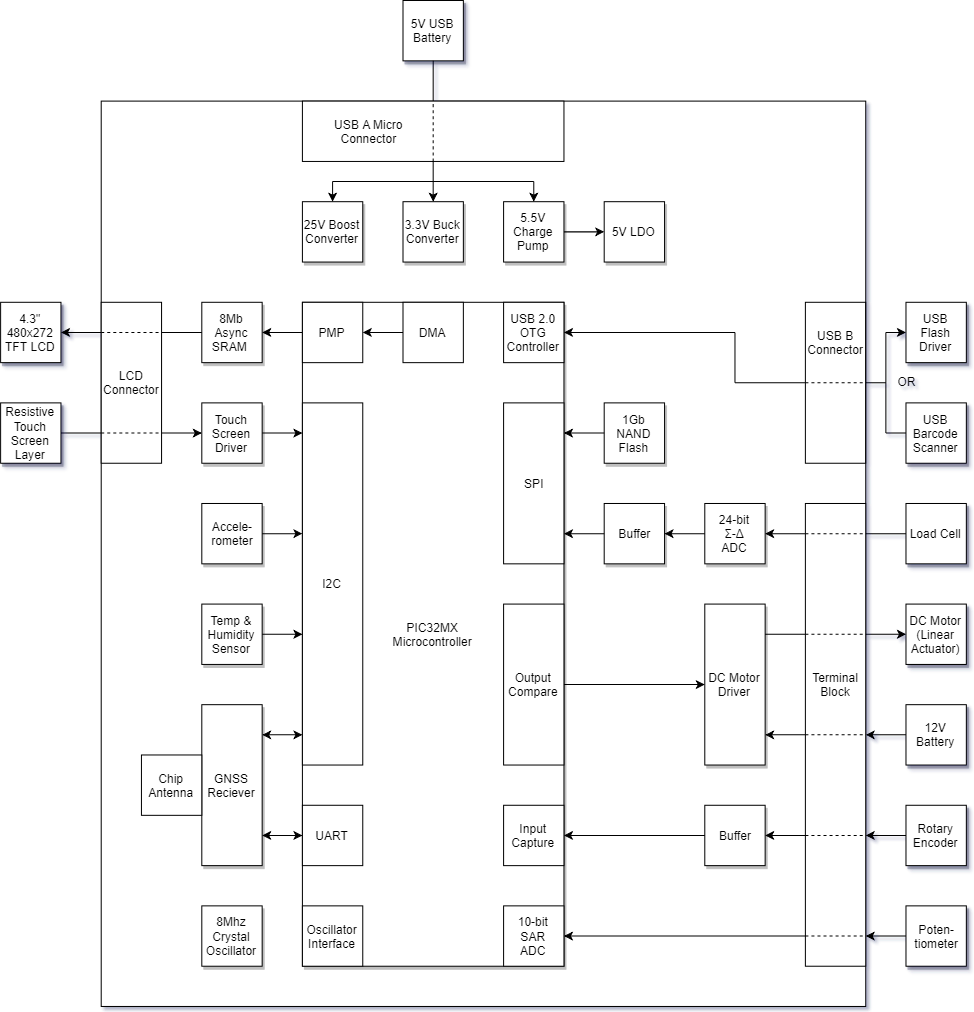 5V USB
Battery
USB A Micro
Connector
25V Boost
Converter
3.3V Buck
Converter
5.5V
Charge
Pump
5V LDO
4.3"
480x272
TFT LCD
LCD
Connector
8Mb
Async
SRAM
PMP
DMA
USB 2.0
OTG
Controller
USB B
Connector
USB
Flash
Driver
OR
Resistive
Touch
Screen
Layer
Touch
Screen
Driver
1Gb
NAND
Flash
USB
Barcode
Scanner
SPI
Accele-
rometer
Buffer
24-bit
Σ-Δ
ADC
Load Cell
I2C
Temp &
Humidity
Sensor
PIC32MX
Microcontroller
Output
Compare
DC Motor
Driver
Terminal
Block
DC Motor
(Linear
Actuator)
12V
Battery
Chip
Antenna
GNSS
Reciever
UART
Input
Capture
Buffer
Rotary
Encoder
8Mhz
Crystal
Oscillator
Oscillator
Interface
10-bit
SAR
ADC
Poten-
tiometer